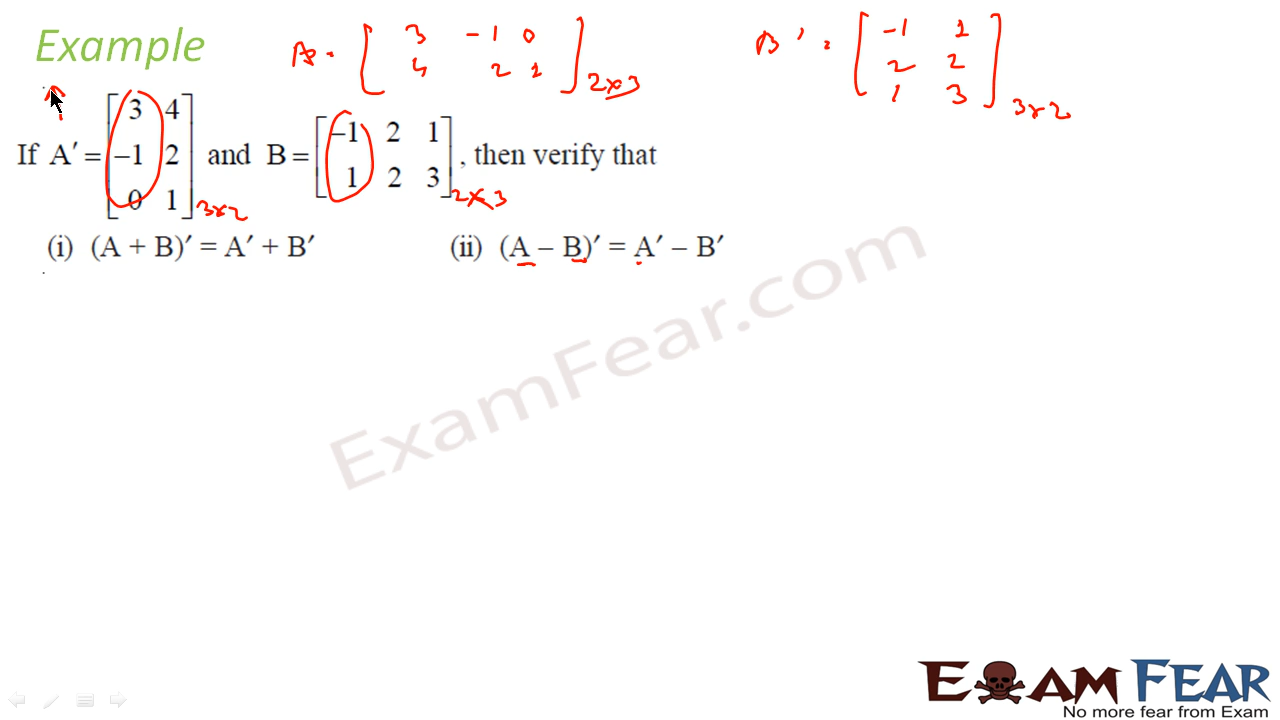 Example
A = [ 3 -1 0
4 2 1 ] 2×3
B' = [ -1 1
2 2
1 3 ] 3×2
If A′ = [ 3 4
−1 2
0 1 ] 3×2 and B = [ −1 2 1
1 2 3 ] 2×3 , then verify that
(i) (A + B)′ = A′ + B′ (ii) (A − B)′ = A′ − B′
ExamFear.com
EXAM FEAR
No more fear from Exam